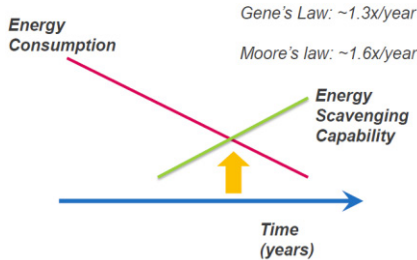 Gene's Law: ~1.3x/year
Energy
Consumption
Moore's law: ~1.6x/year
Energy
Scavenging
Capability
Time
(years)